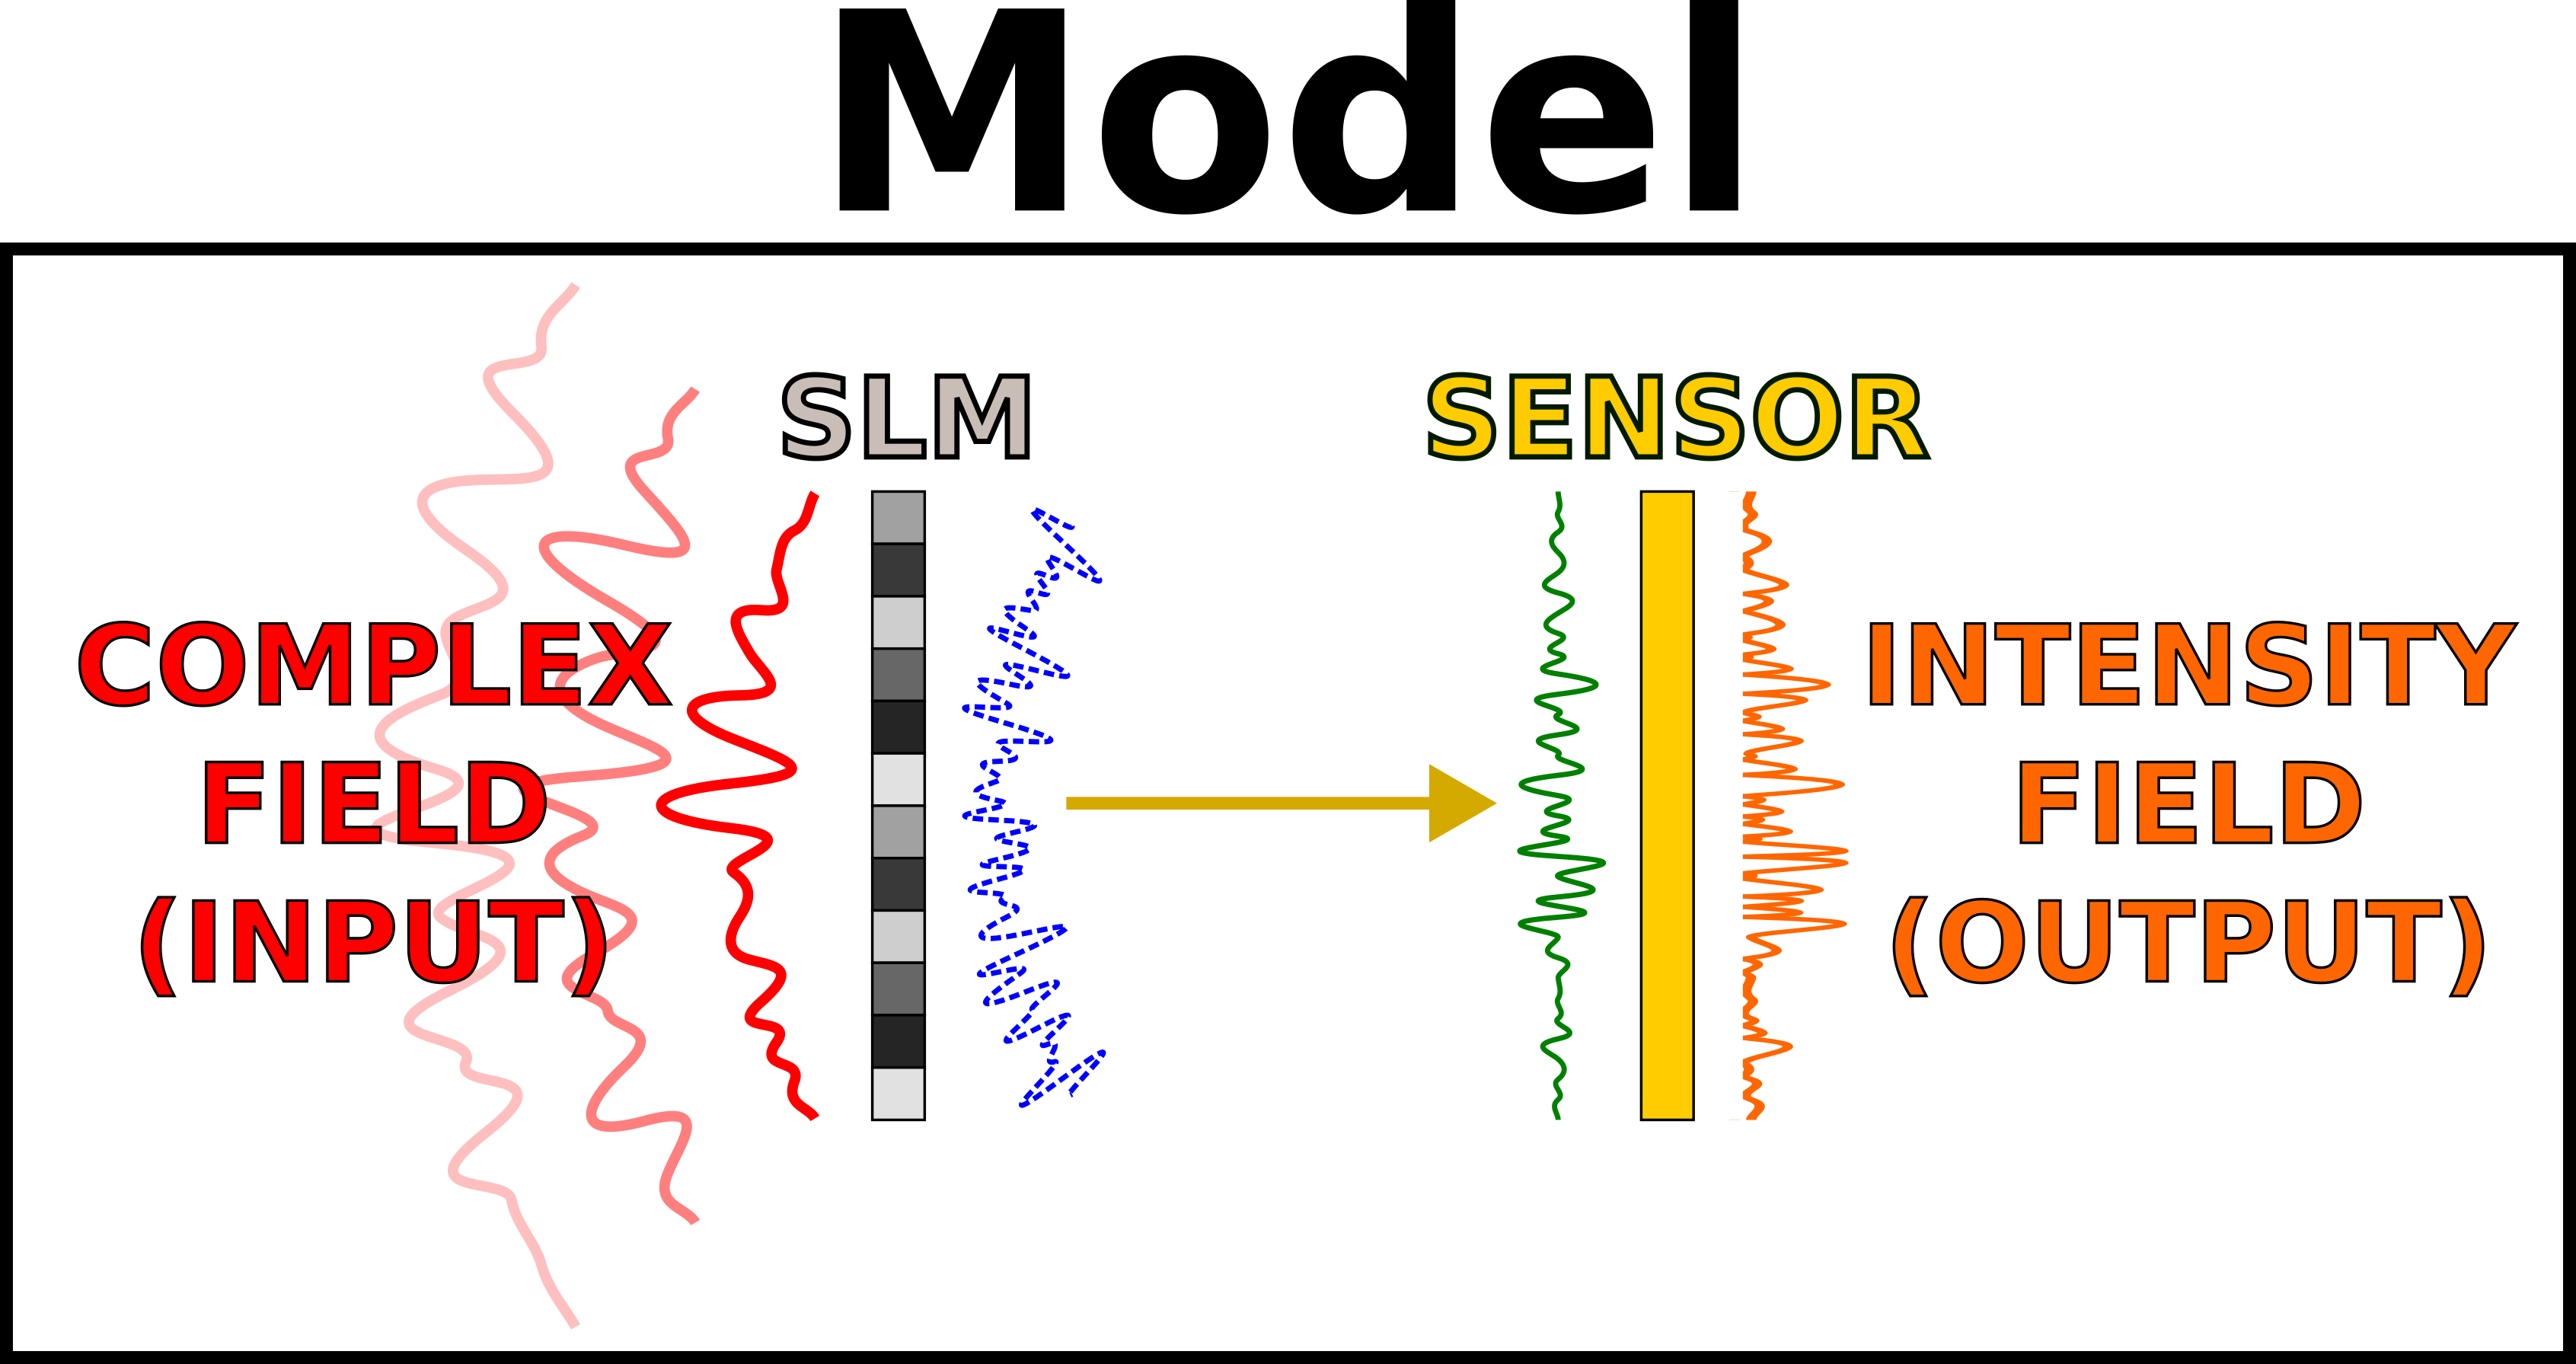 Model
SLM
SENSOR
COMPLEX
FIELD
(INPUT)
INTENSITY
FIELD
(OUTPUT)